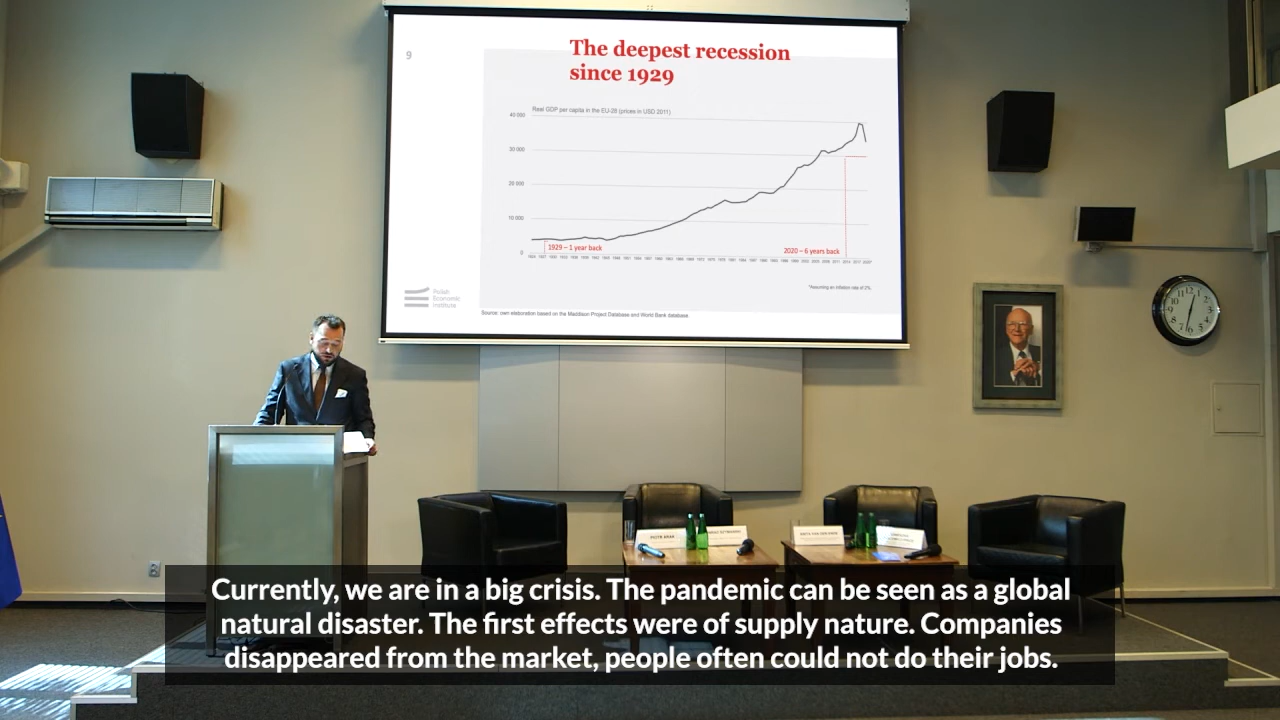 9
The deepest recession
since 1929
Real GDP per capita in the EU-28 (prices in USD 2011)
40 000
30 000
20 000
10 000
0
1929 – 1 year back
2020 – 6 years back
*Assuming an inflation rate of 2%.
Polish
Economic
Institute
Source: own elaboration based on the Maddison Project Database and World Bank database.
PIOTR ARAK
Currently, we are in a big crisis. The pandemic can be seen as a global
natural disaster. The first effects were of supply nature. Companies
disappeared from the market, people often could not do their jobs.